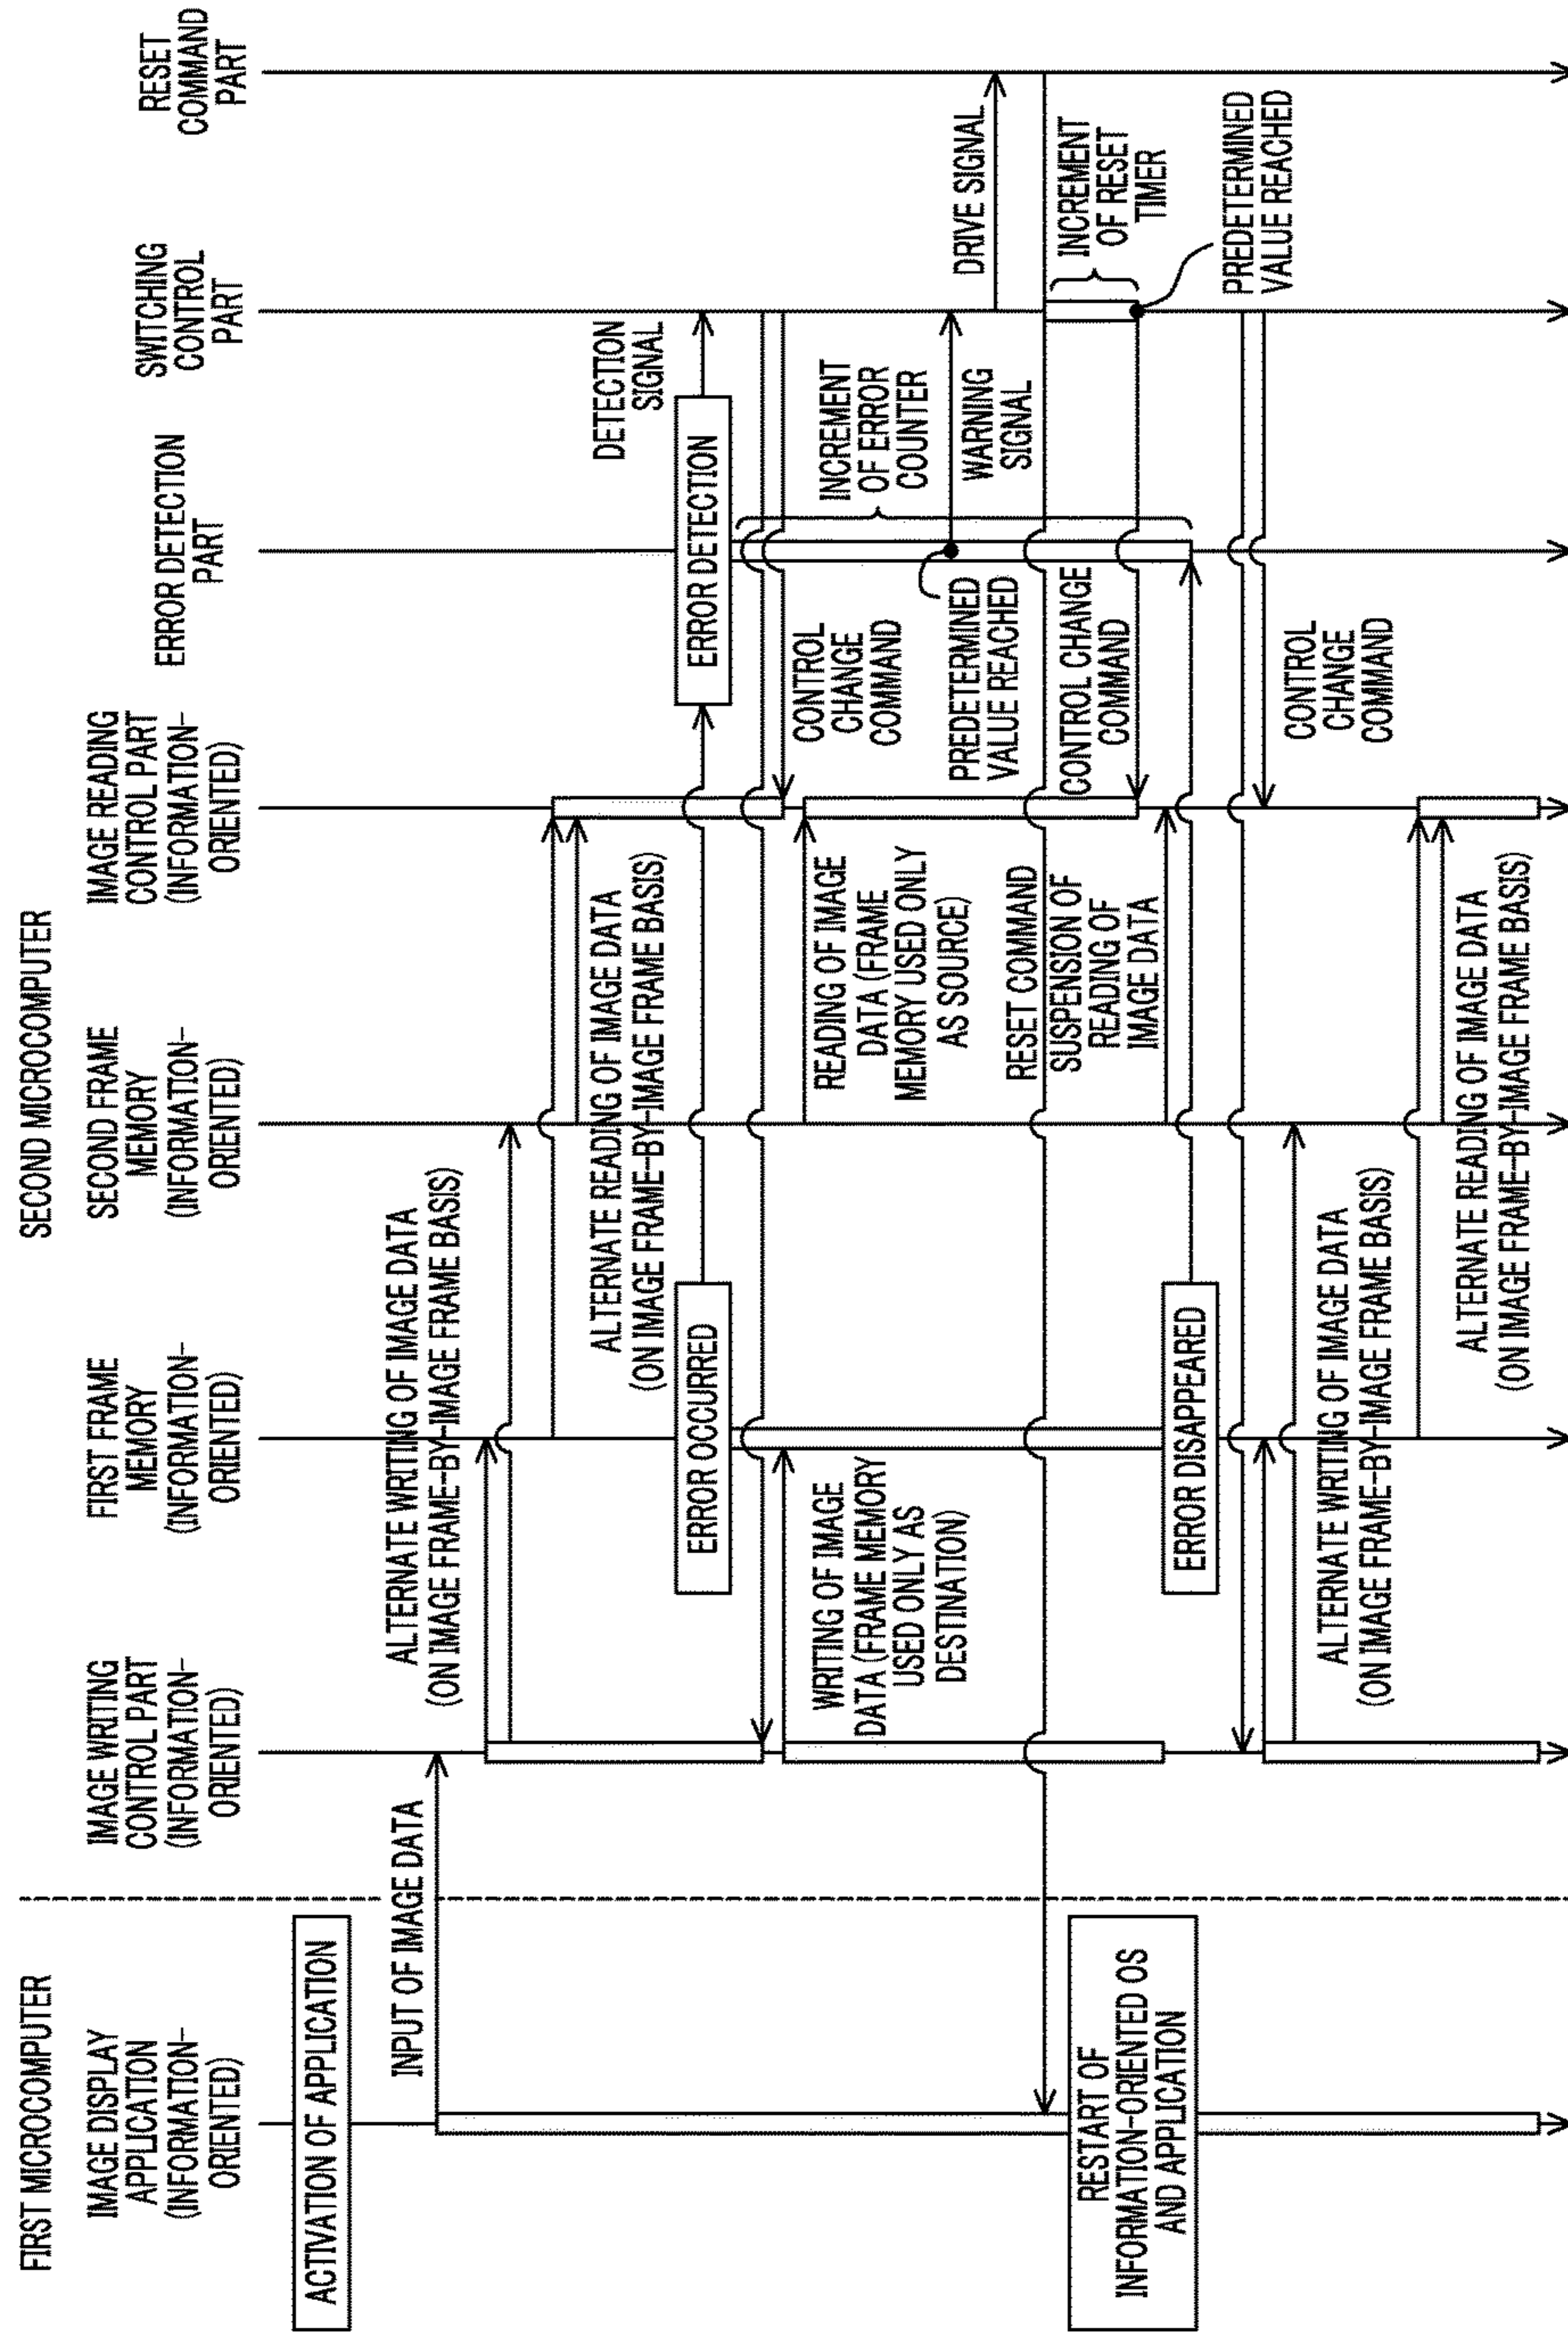 FIRST MICROCOMPUTER
SECOND MICROCOMPUTER
IMAGE DISPLAY
APPLICATION
(INFORMATION-
ORIENTED)
IMAGE WRITING
CONTROL PART
(INFORMATION-
ORIENTED)
FIRST FRAME
MEMORY
(INFORMATION-
ORIENTED)
SECOND FRAME
MEMORY
(INFORMATION-
ORIENTED)
IMAGE READING
CONTROL PART
(INFORMATION-
ORIENTED)
ERROR DETECTION
PART
SWITCHING
CONTROL
PART
RESET
COMMAND
PART
ACTIVATION OF APPLICATION
INPUT OF IMAGE DATA
ALTERNATE WRITING OF IMAGE DATA
(ON IMAGE FRAME-BY-IMAGE FRAME BASIS)
ALTERNATE READING OF IMAGE DATA
(ON IMAGE FRAME-BY-IMAGE FRAME BASIS)
ERROR OCCURRED
ERROR DETECTION
DETECTION
SIGNAL
CONTROL
CHANGE
COMMAND
WRITING OF IMAGE
DATA (FRAME MEMORY
USED ONLY AS
DESTINATION)
READING OF IMAGE
DATA (FRAME
MEMORY USED ONLY
AS SOURCE)
INCREMENT
OF ERROR
COUNTER
PREDETERMINED
VALUE REACHED
WARNING
SIGNAL
DRIVE SIGNAL
RESET COMMAND
INCREMENT
OF RESET
TIMER
PREDETERMINED
VALUE REACHED
CONTROL CHANGE
COMMAND
SUSPENSION OF
READING OF
IMAGE DATA
RESTART OF
INFORMATION-ORIENTED OS
AND APPLICATION
ERROR DISAPPEARED
CONTROL
CHANGE
COMMAND
ALTERNATE WRITING OF IMAGE DATA
(ON IMAGE FRAME-BY-IMAGE FRAME BASIS)
ALTERNATE READING OF IMAGE DATA
(ON IMAGE FRAME-BY-IMAGE FRAME BASIS)